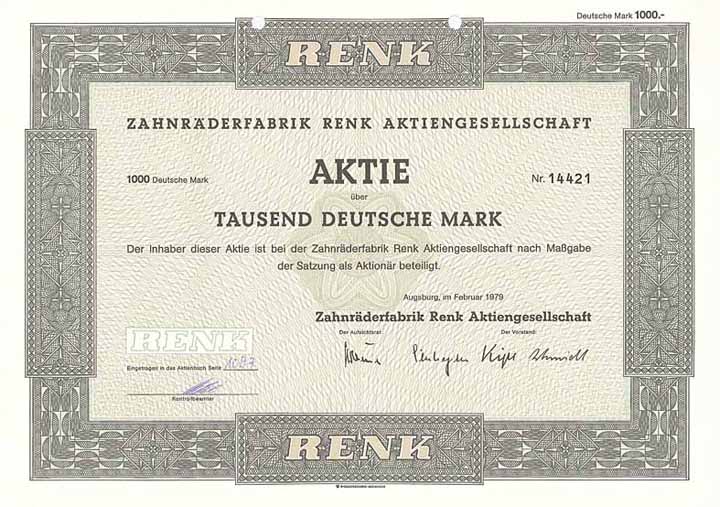 Deutsche Mark 1000.-
RENK
ZAHNRÄDERFABRIK RENK AKTIENGESELLSCHAFT
1000 Deutsche Mark
AKTIE
Nr. 14421
über
TAUSEND DEUTSCHE MARK
Der Inhaber dieser Aktie ist bei der Zahnräderfabrik Renk Aktiengesellschaft nach Maßgabe
der Satzung als Aktionär beteiligt.
Augsburg, im Februar 1979
Zahnräderfabrik Renk Aktiengesellschaft
Der Aufsichtsrat:
Der Vorstand:
RENK
Eingetragen in das Aktienbuch Seite
Kontrollbeamter
RENK